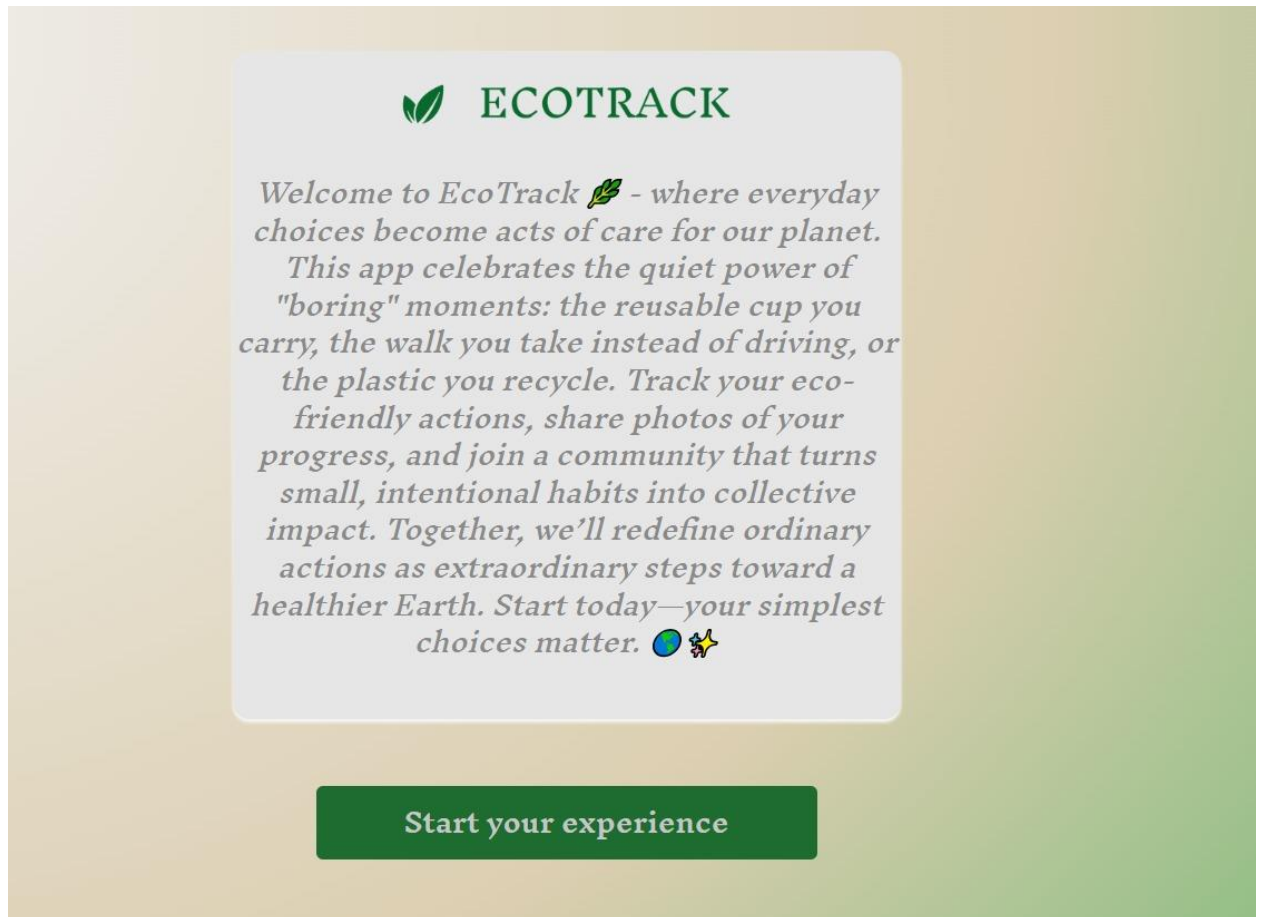 ECOTRACK
Welcome to EcoTrack 🌿 - where everyday
choices become acts of care for our planet.
This app celebrates the quiet power of
"boring" moments: the reusable cup you
carry, the walk you take instead of driving, or
the plastic you recycle. Track your eco-
friendly actions, share photos of your
progress, and join a community that turns
small, intentional habits into collective
impact. Together, we’ll redefine ordinary
actions as extraordinary steps toward a
healthier Earth. Start today—your simplest
choices matter. 🌎✨
Start your experience